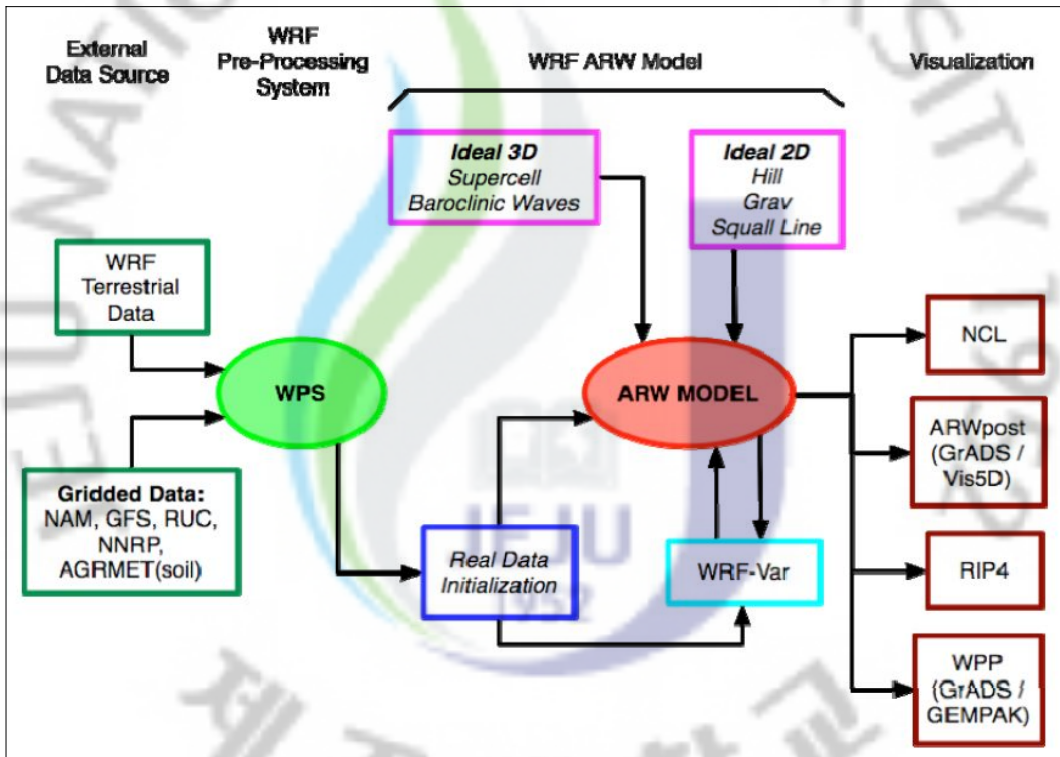 External
Data Source
WRF
Pre-Processing
System
WRF ARW Model
Visualization
Ideal 3D
Supercell
Baroclinic Waves
Ideal 2D
Hill
Grav
Squall Line
WRF
Terrestrial
Data
WPS
ARW MODEL
Gridded Data:
NAM, GFS, RUC,
NNRP,
AGRMET(soil)
Real Data
Initialization
WRF-Var
NCL
ARWpost
(GrADS /
Vis5D)
RIP4
WPP
(GrADS /
GEMPAK)
JEJU
1952